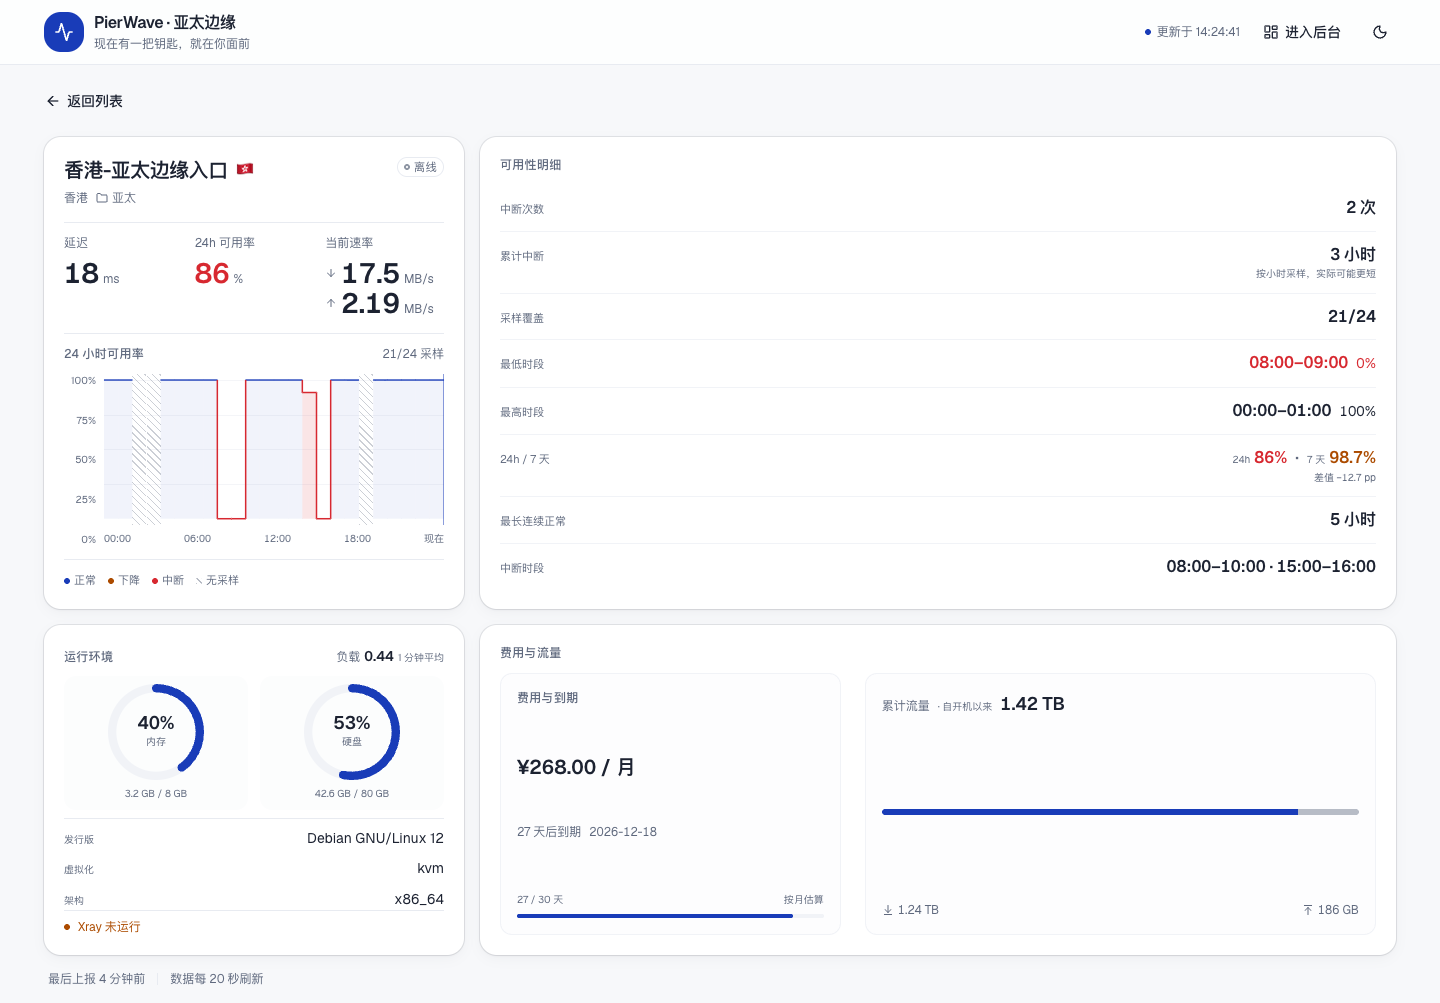 PierWave · 亚太边缘
现在有一把钥匙，就在你面前
更新于 14:24:41
进入后台
返回列表
香港-亚太边缘入口
离线
香港 亚太
延迟
18 ms
24h 可用率
86 %
当前速率
↓ 17.5 MB/s
↑ 2.19 MB/s
24 小时可用率
21/24 采样
100%
75%
50%
25%
0%
00:00 06:00 12:00 18:00 现在
正常 下降 中断 无采样
可用性明细
中断次数
2 次
累计中断
3 小时
按小时采样，实际可能更短
采样覆盖
21/24
最低时段
08:00–09:00 0%
最高时段
00:00–01:00 100%
24h / 7 天
24h 86% · 7 天 98.7%
差值 −12.7 pp
最长连续正常
5 小时
中断时段
08:00–10:00 · 15:00–16:00
运行环境
负载 0.44 1 分钟平均
40%
内存
3.2 GB / 8 GB
53%
硬盘
42.6 GB / 80 GB
发行版
Debian GNU/Linux 12
虚拟化
kvm
架构
x86_64
Xray 未运行
费用与流量
费用与到期
¥268.00 / 月
27 天后到期 2026-12-18
27 / 30 天
按月估算
累计流量 · 自开机以来 1.42 TB
1.24 TB
186 GB
最后上报 4 分钟前
数据每 20 秒刷新